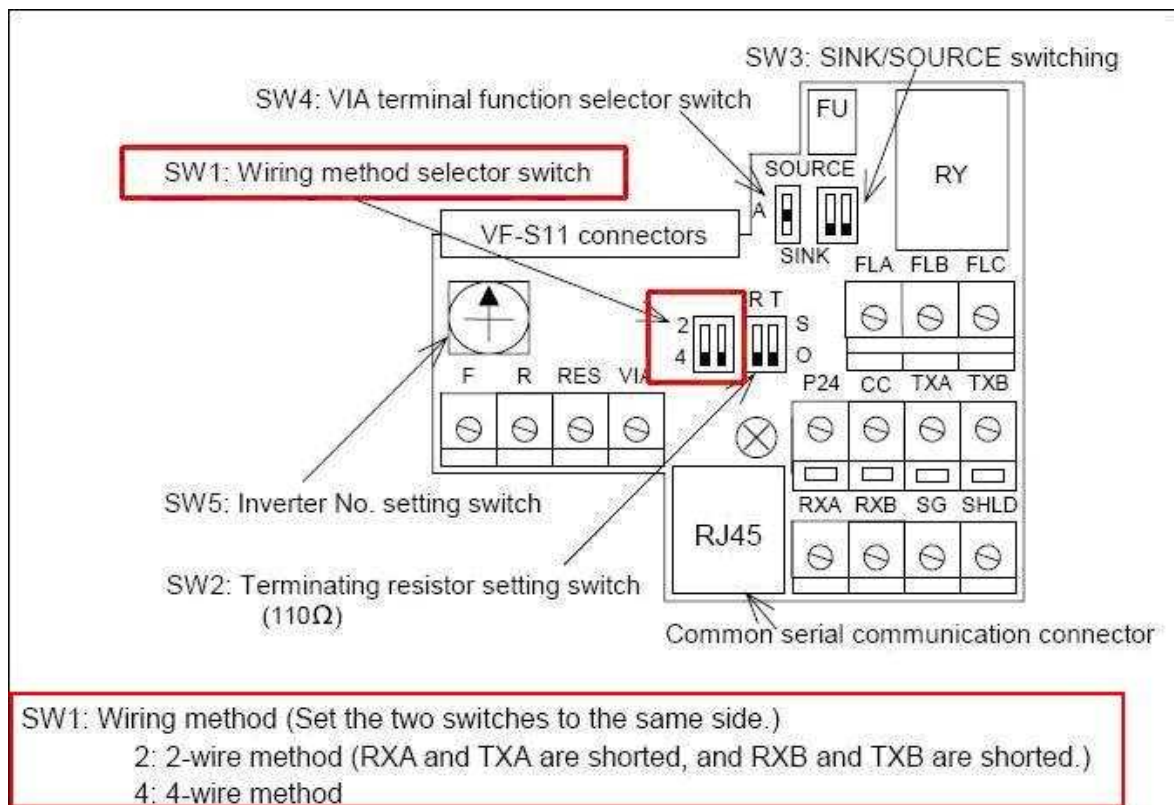 SW3: SINK/SOURCE switching
SW4: VIA terminal function selector switch
FU
SW1: Wiring method selector switch
SOURCE
RY
A
VF-S11 connectors
SINK
FLA FLB FLC
R T
2
S
4
O
F R RES VIA
P24 CC TXA TXB
SW5: Inverter No. setting switch
RXA RXB SG SHLD
RJ45
SW2: Terminating resistor setting switch
(110Ω)
Common serial communication connector
SW1: Wiring method (Set the two switches to the same side.)
2: 2-wire method (RXA and TXA are shorted, and RXB and TXB are shorted.)
4: 4-wire method